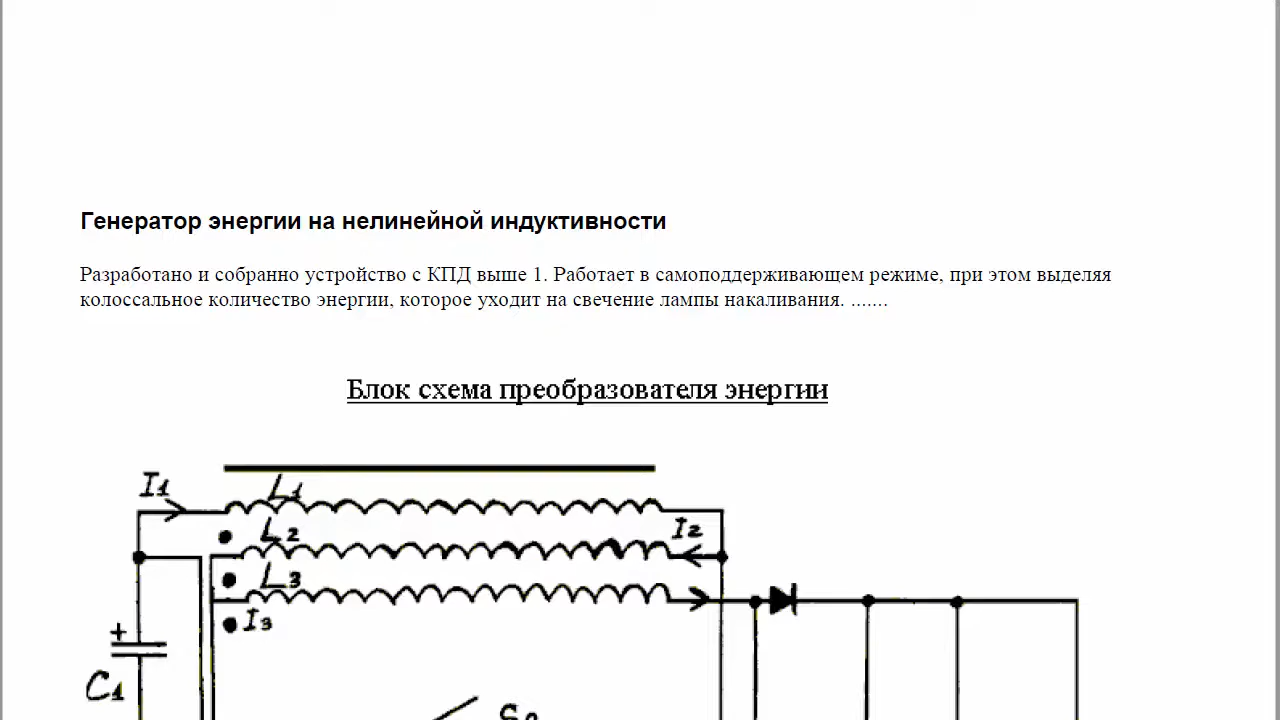 Генератор энергии на нелинейной индуктивности
Разработано и собранно устройство с КПД выше 1. Работает в самоподдерживающем режиме, при этом выделяя
колоссальное количество энергии, которое уходит на свечение лампы накаливания. .......
Блок схема преобразователя энергии
I1
L1
L2
I2
L3
I3
+
C1